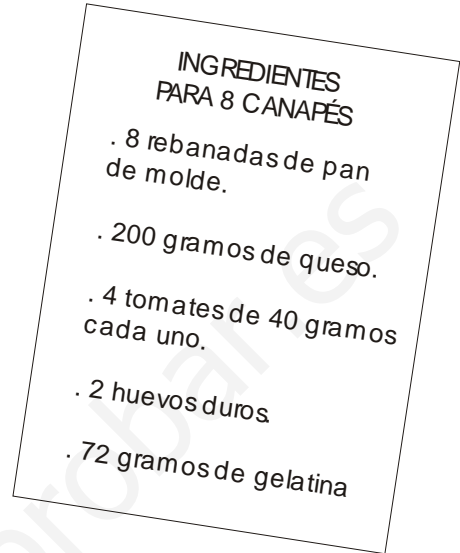 INGREDIENTES
PARA 8 CANAPÉS
. 8 rebanadas de pan
de molde.
. 200 gramos de queso.
. 4 tomates de 40 gramos
cada uno.
. 2 huevos duros.
. 72 gramos de gelatina